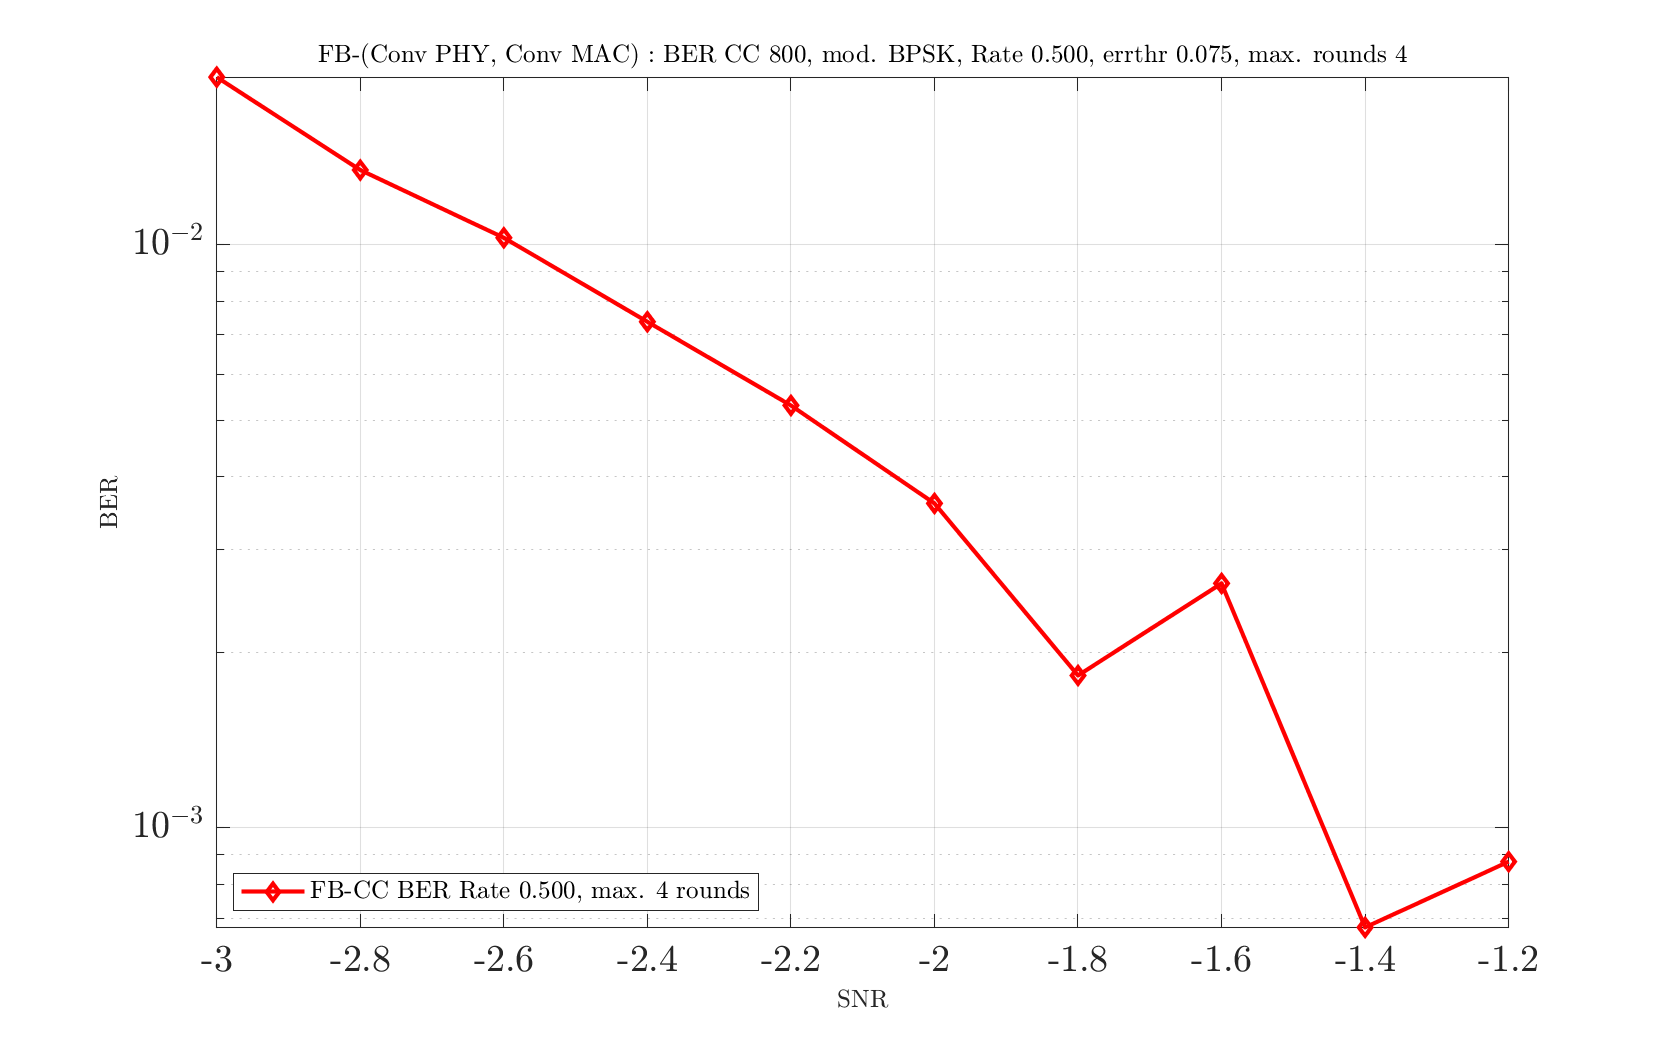 FB-(Conv PHY, Conv MAC) : BER CC 800, mod. BPSK, Rate 0.500, errthr 0.075, max. rounds 4
10⁻²
BER
10⁻³
FB-CC BER Rate 0.500, max. 4 rounds
-3 -2.8 -2.6 -2.4 -2.2 -2 -1.8 -1.6 -1.4 -1.2
SNR